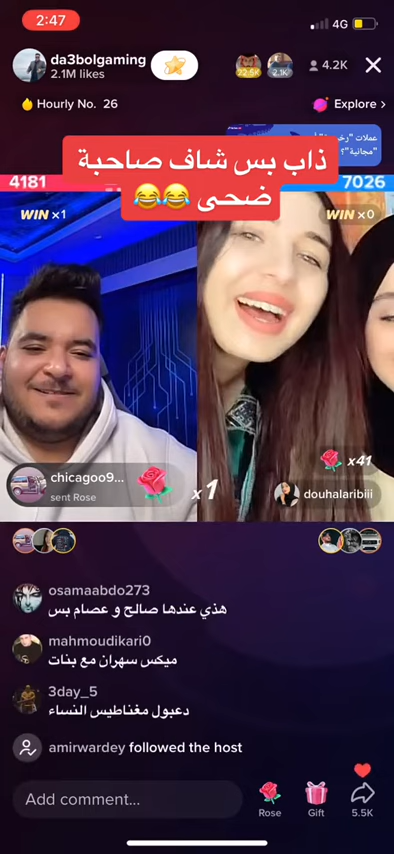 2:47
4G
da3bolgaming
2.1M likes
22.5K
2.1K
4.2K
Hourly No. 26
Explore >
ذاب بس شاف صاحبة
ضحى 😂😂
4181
7026
WIN x1
WIN x0
chicagoo9...
sent Rose
x1
x41
douhalaribiii
osamaabdo273
هذي عندها صالح و عصام بس
mahmoudikari0
ميكس سهران مع بنات
3day_5
دعبول مغناطيس النساء
amirwardey followed the host
Add comment...
Rose
Gift
5.5K